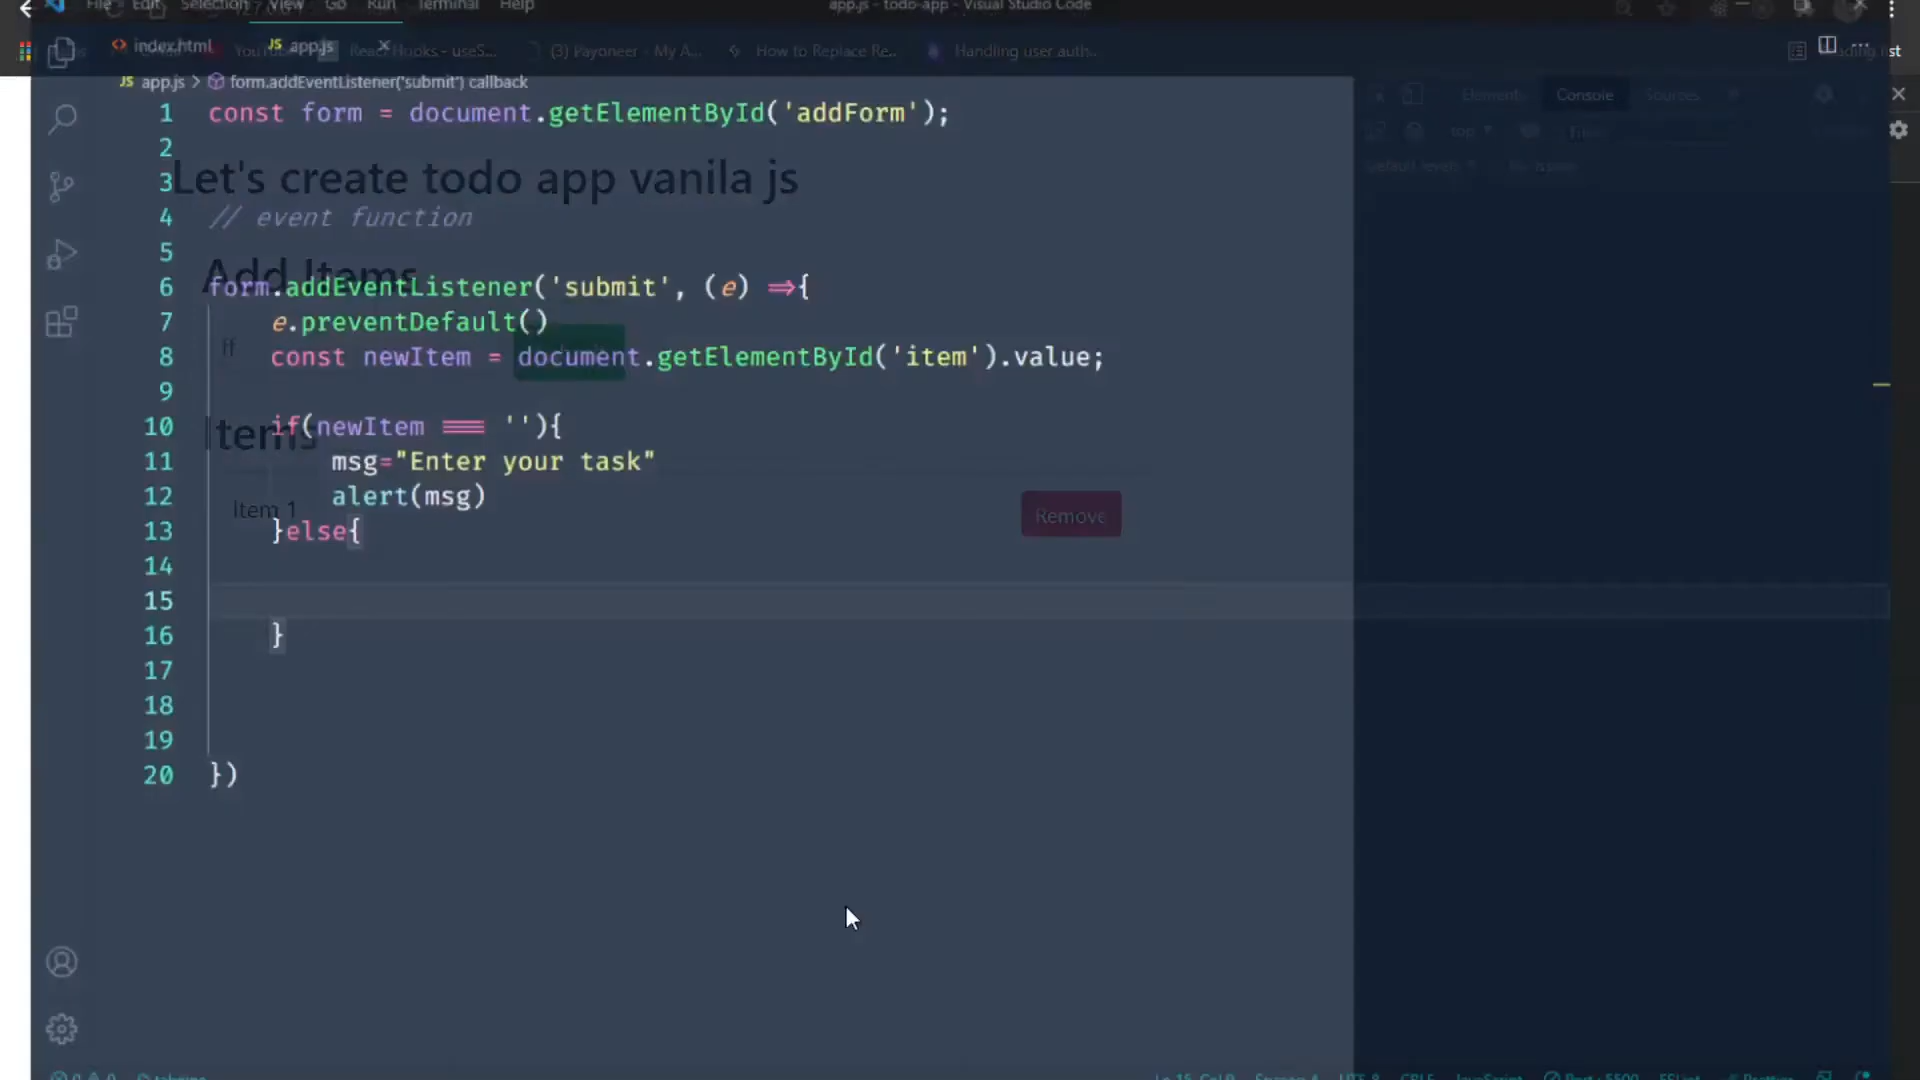 File Edit Selection View Go Run Terminal Help
app.js - todo-app - Visual Studio Code
index.html
JS app.js
React Hooks - useS...
(3) Payoneer - My A...
How to Replace Re...
Handling user auth...
JS app.js > form.addEventListener('submit') callback
Elements Console Sources
top
Default levels
1 const form = document.getElementById('addForm');
2
3
Let's create todo app vanila js
4 // event function
5
Add Items
6 form.addEventListener('submit', (e) =>{
7 e.preventDefault()
ff
8 const newItem = document.getElementById('item').value;
9
10 if(newItem === ''){
Items
11 msg="Enter your task"
12 alert(msg)
Item 1
Remove
13 }else{
14
15
16 }
17
18
19
20 })